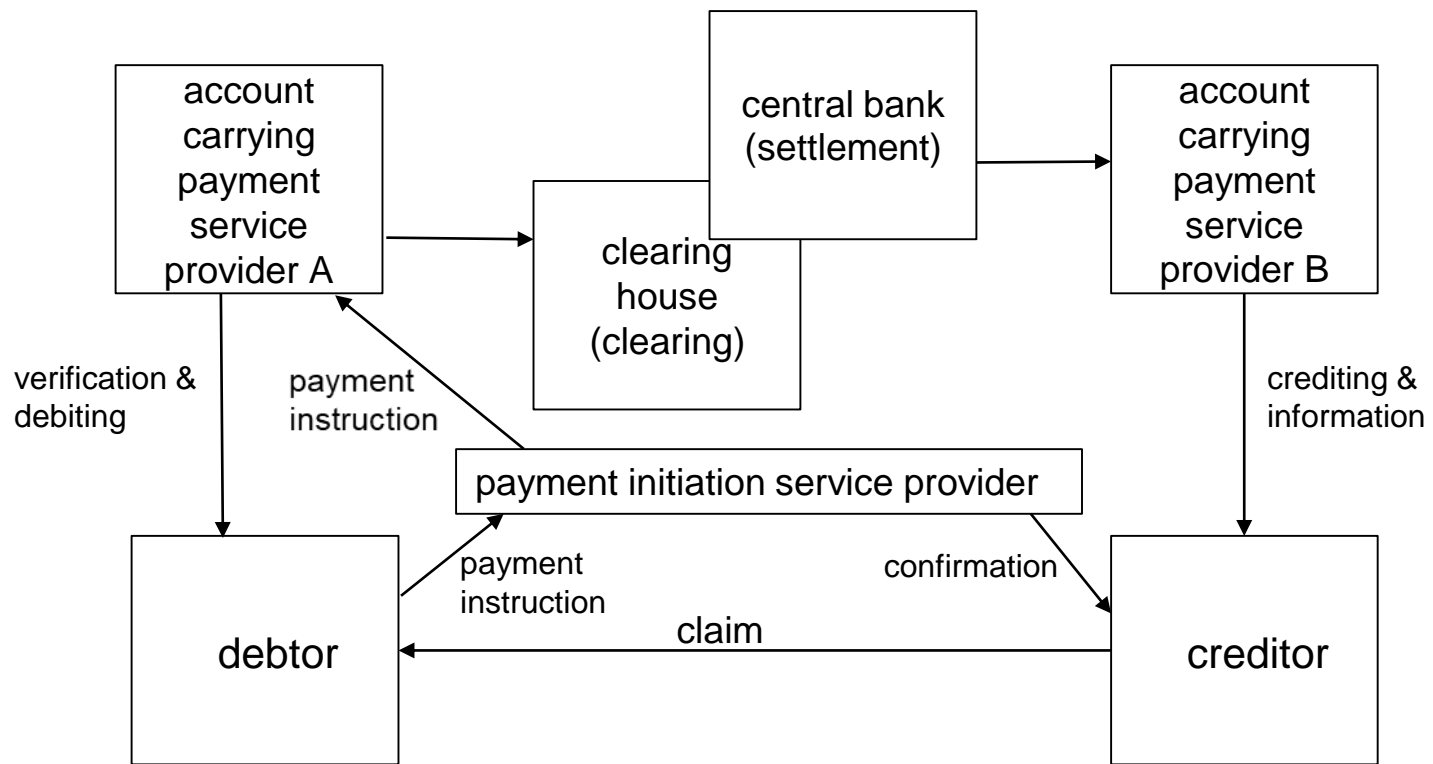 account
carrying
payment
service
provider A
central bank
(settlement)
account
carrying
payment
service
provider B
clearing
house
(clearing)
verification &
debiting
payment
instruction
crediting &
information
payment initiation service provider
payment
instruction
confirmation
claim
debtor
creditor